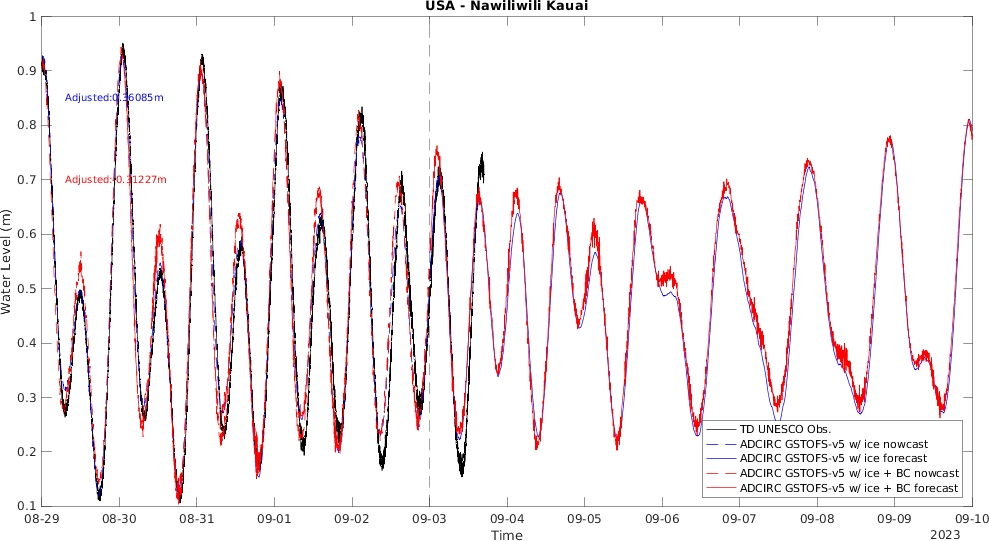 USA - Nawiliwili Kauai
1
0.9
0.8
0.7
0.6
0.5
0.4
0.3
0.2
0.1
Water Level (m)
Adjusted:0.36085m
Adjusted:-0.31227m
TD UNESCO Obs.
ADCIRC GSTOFS-v5 w/ ice nowcast
ADCIRC GSTOFS-v5 w/ ice forecast
ADCIRC GSTOFS-v5 w/ ice + BC nowcast
ADCIRC GSTOFS-v5 w/ ice + BC forecast
08-29 08-30 08-31 09-01 09-02 09-03 09-04 09-05 09-06 09-07 09-08 09-09 09-10
Time
2023